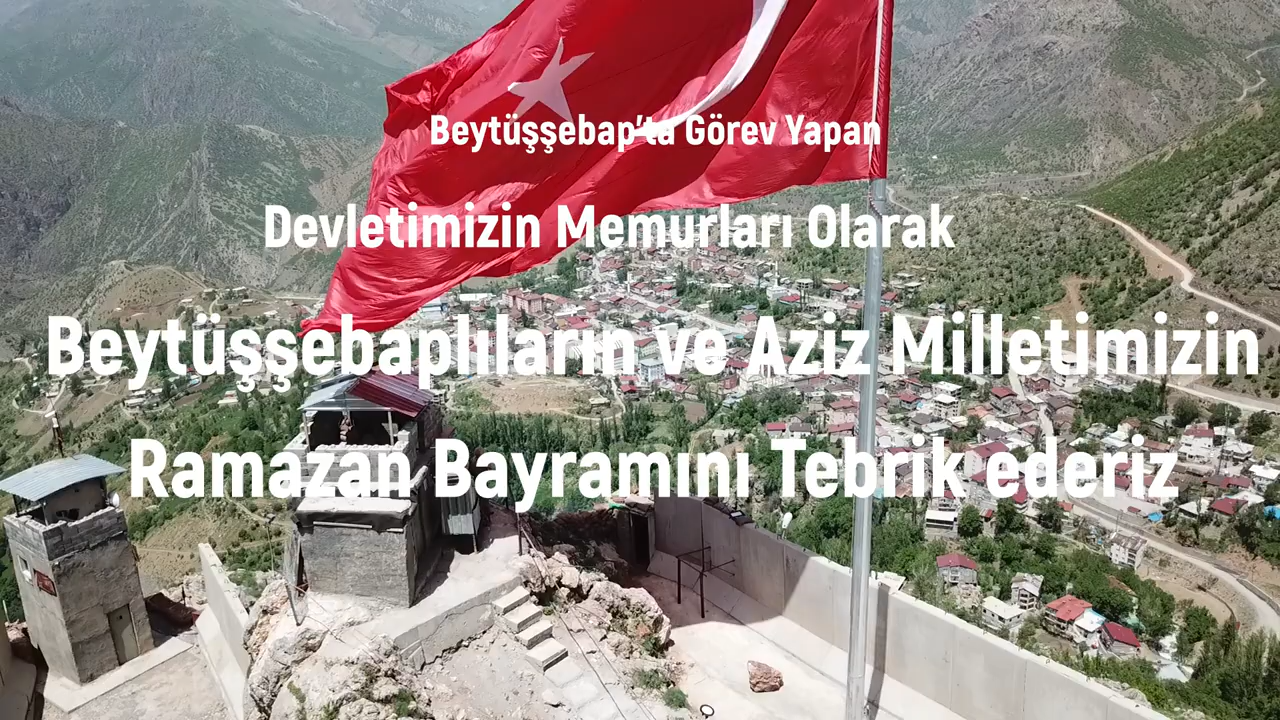 Beytüşşebap'ta Görev Yapan
Devletimizin Memurları Olarak
Beytüşşebaplıların ve Aziz Milletimizin
Ramazan Bayramını Tebrik ederiz